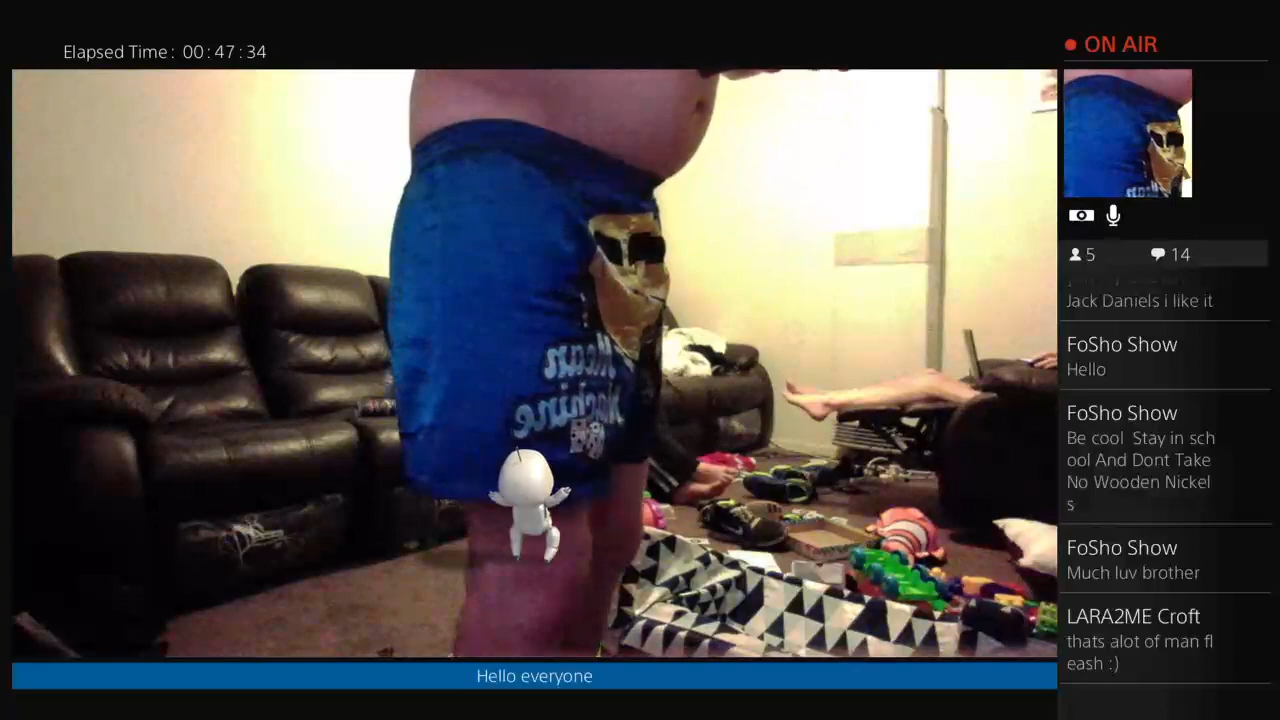 Elapsed Time: 00:47:34
ON AIR
5
14
Jack Daniels i like it
FoSho Show
Hello
FoSho Show
Be cool Stay in sch
ool And Dont Take
No Wooden Nickel
s
FoSho Show
Much luv brother
LARA2ME Croft
thats alot of man fl
eash :)
Mean
Machine
Hello everyone